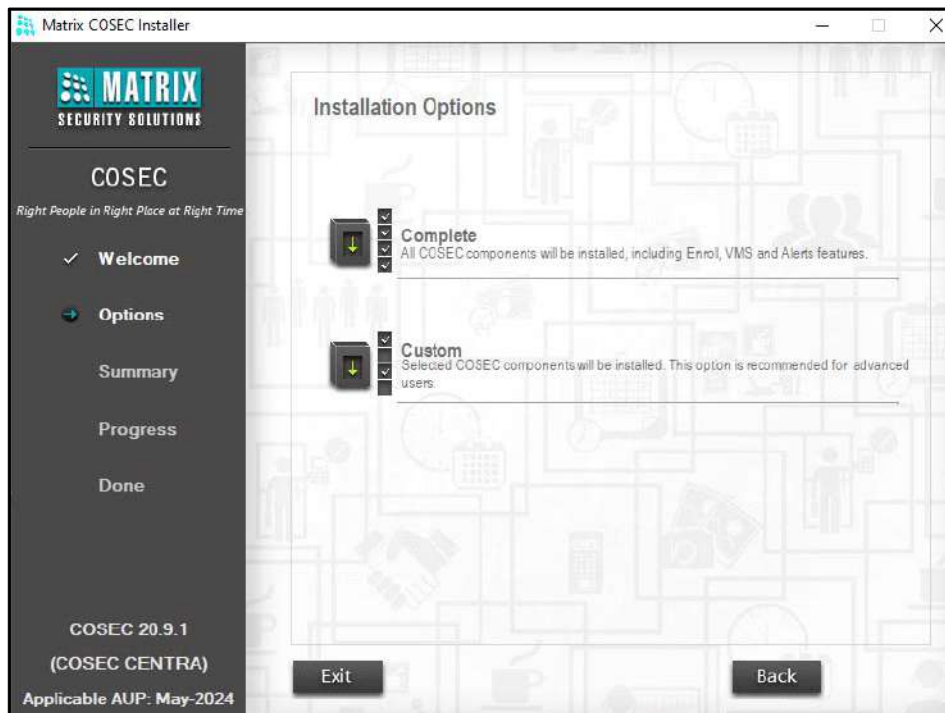 Matrix COSEC Installer
MATRIX
SECURITY SOLUTIONS
COSEC
Right People in Right Place at Right Time
Welcome
Options
Summary
Progress
Done
COSEC 20.9.1
(COSEC CENTRA)
Applicable AUP: May-2024
Installation Options
Complete
All COSEC components will be installed, including Enroll, VMS and Alerts features.
Custom
Selected COSEC components will be installed. This option is recommended for advanced
users.
Exit
Back